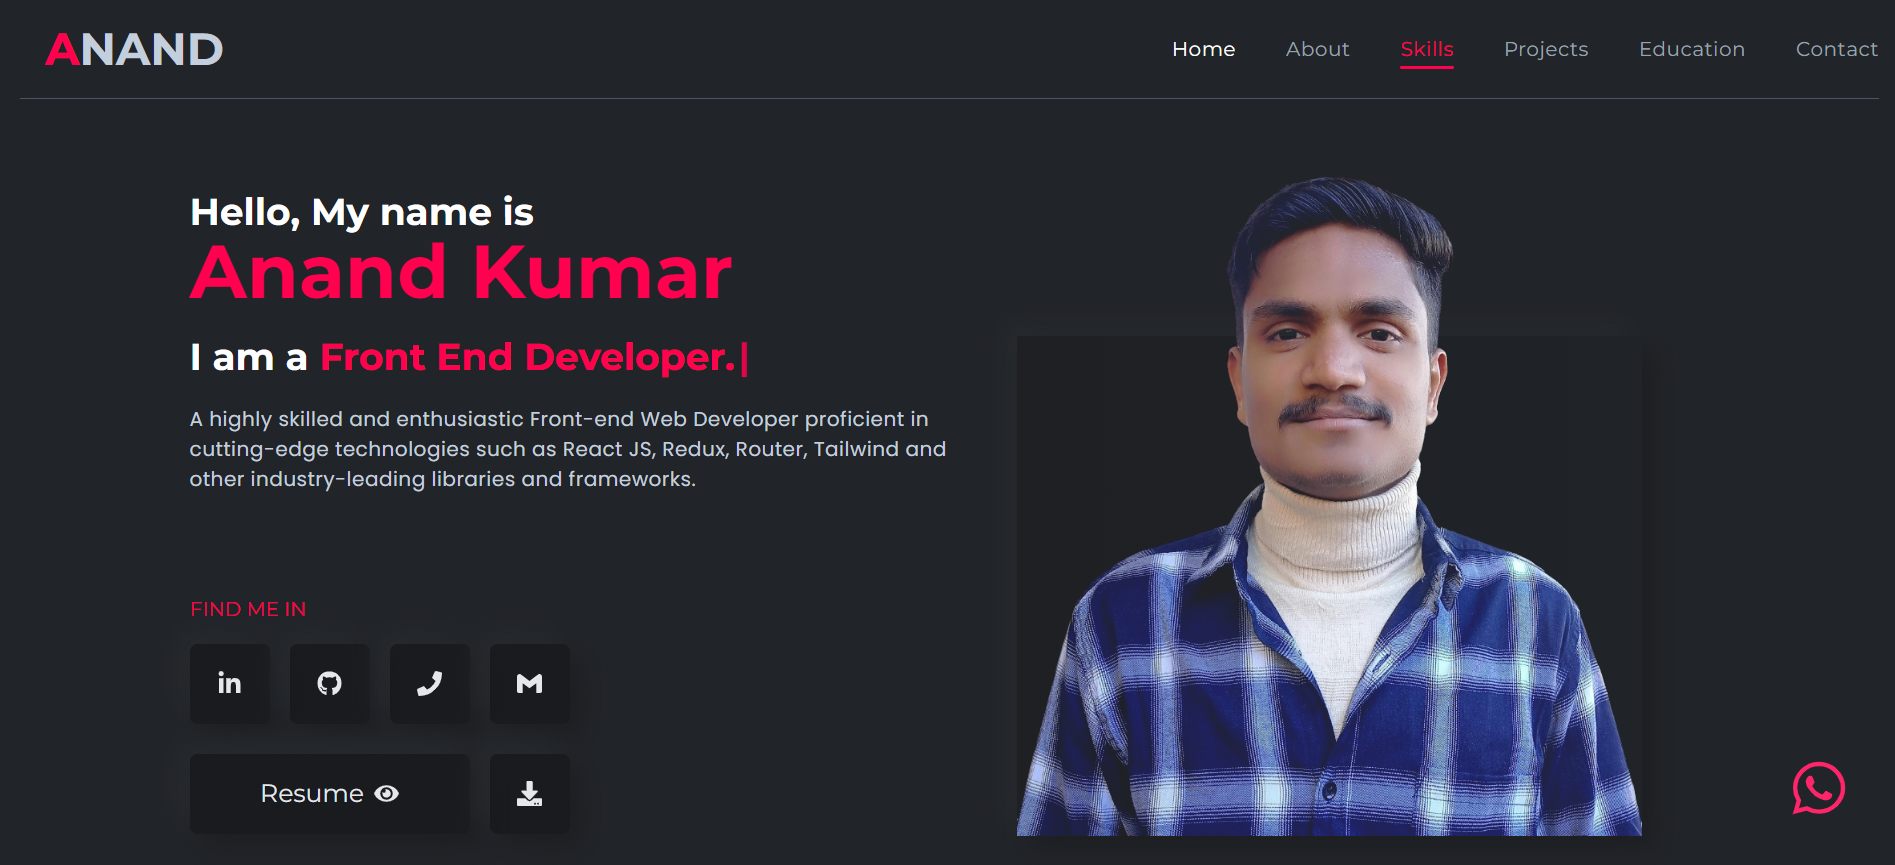 ANAND
Home About Skills Projects Education Contact
Hello, My name is
Anand Kumar
I am a Front End Developer.|
A highly skilled and enthusiastic Front-end Web Developer proficient in
cutting-edge technologies such as React JS, Redux, Router, Tailwind and
other industry-leading libraries and frameworks.
FIND ME IN
in
Resume